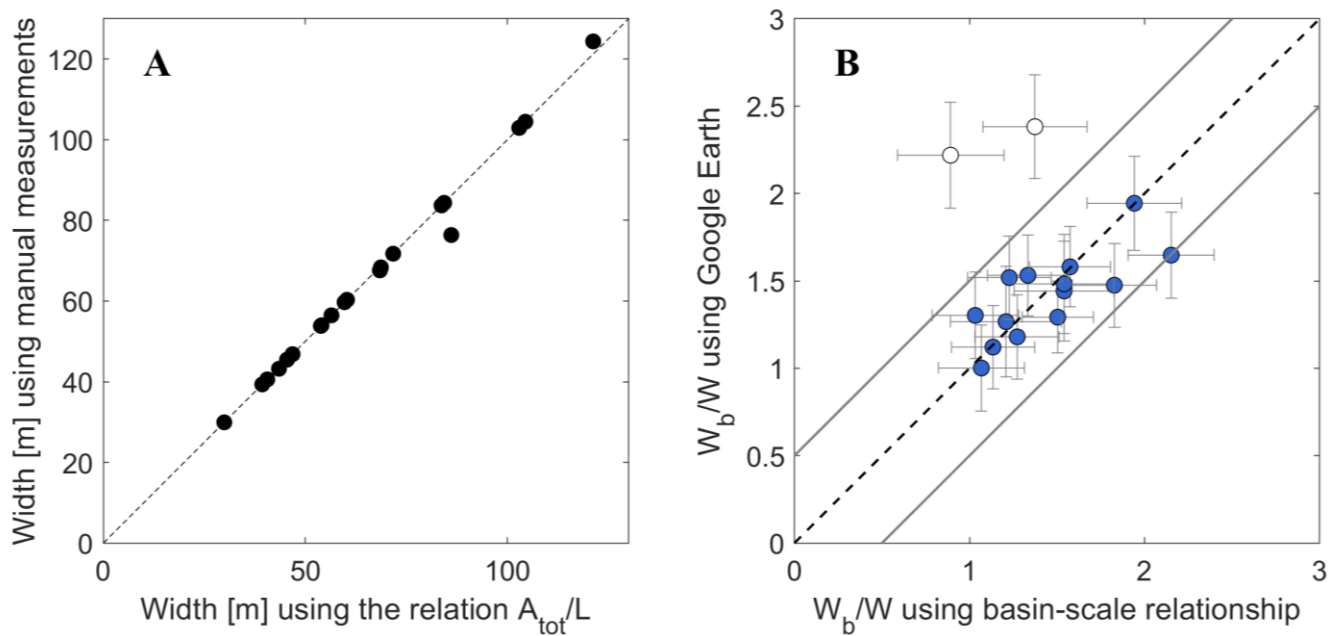 A
Width [m] using manual measurements
120
100
80
60
40
20
0
0 50 100
Width [m] using the relation A_tot/L
B
W_b/W using Google Earth
3
2.5
2
1.5
1
0.5
0
0 1 2 3
W_b/W using basin-scale relationship